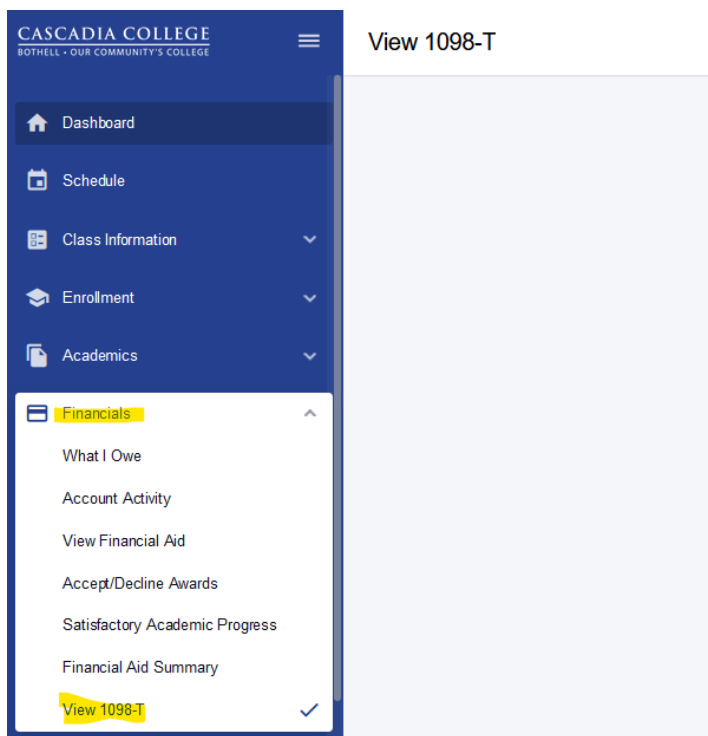 CASCADIA COLLEGE
BOTHELL • OUR COMMUNITY'S COLLEGE
View 1098-T
Dashboard
Schedule
Class Information
Enrollment
Academics
Financials
What I Owe
Account Activity
View Financial Aid
Accept/Decline Awards
Satisfactory Academic Progress
Financial Aid Summary
View 1098-T